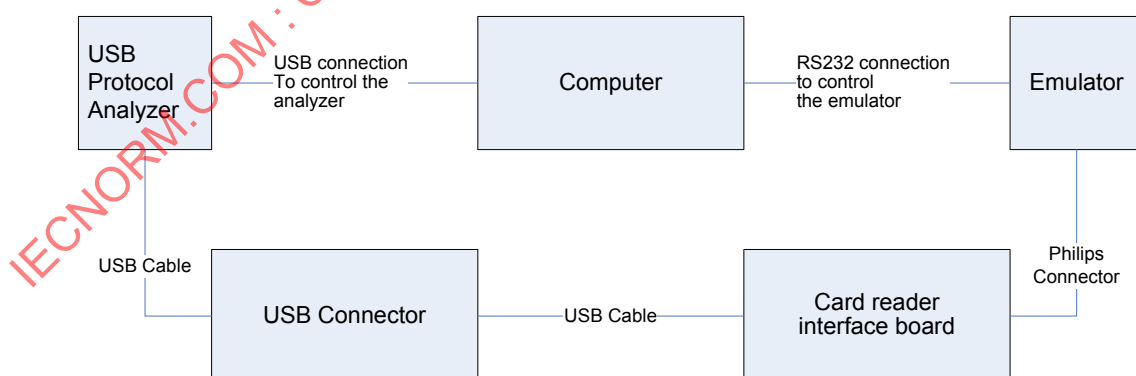 USB
Protocol
Analyzer
USB connection
To control the
analyzer
Computer
RS232 connection
to control
the emulator
Emulator
USB Cable
USB Connector
USB Cable
Card reader
interface board
Philips
Connector
IECNORM.COM :